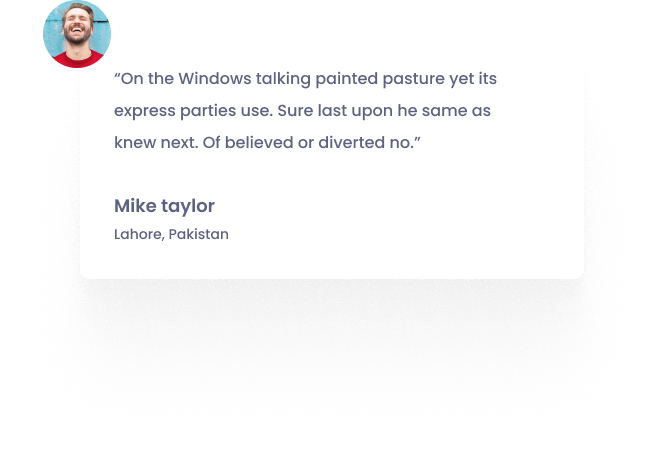 “On the Windows talking painted pasture yet its
express parties use. Sure last upon he same as
knew next. Of believed or diverted no.”
Mike taylor
Lahore, Pakistan